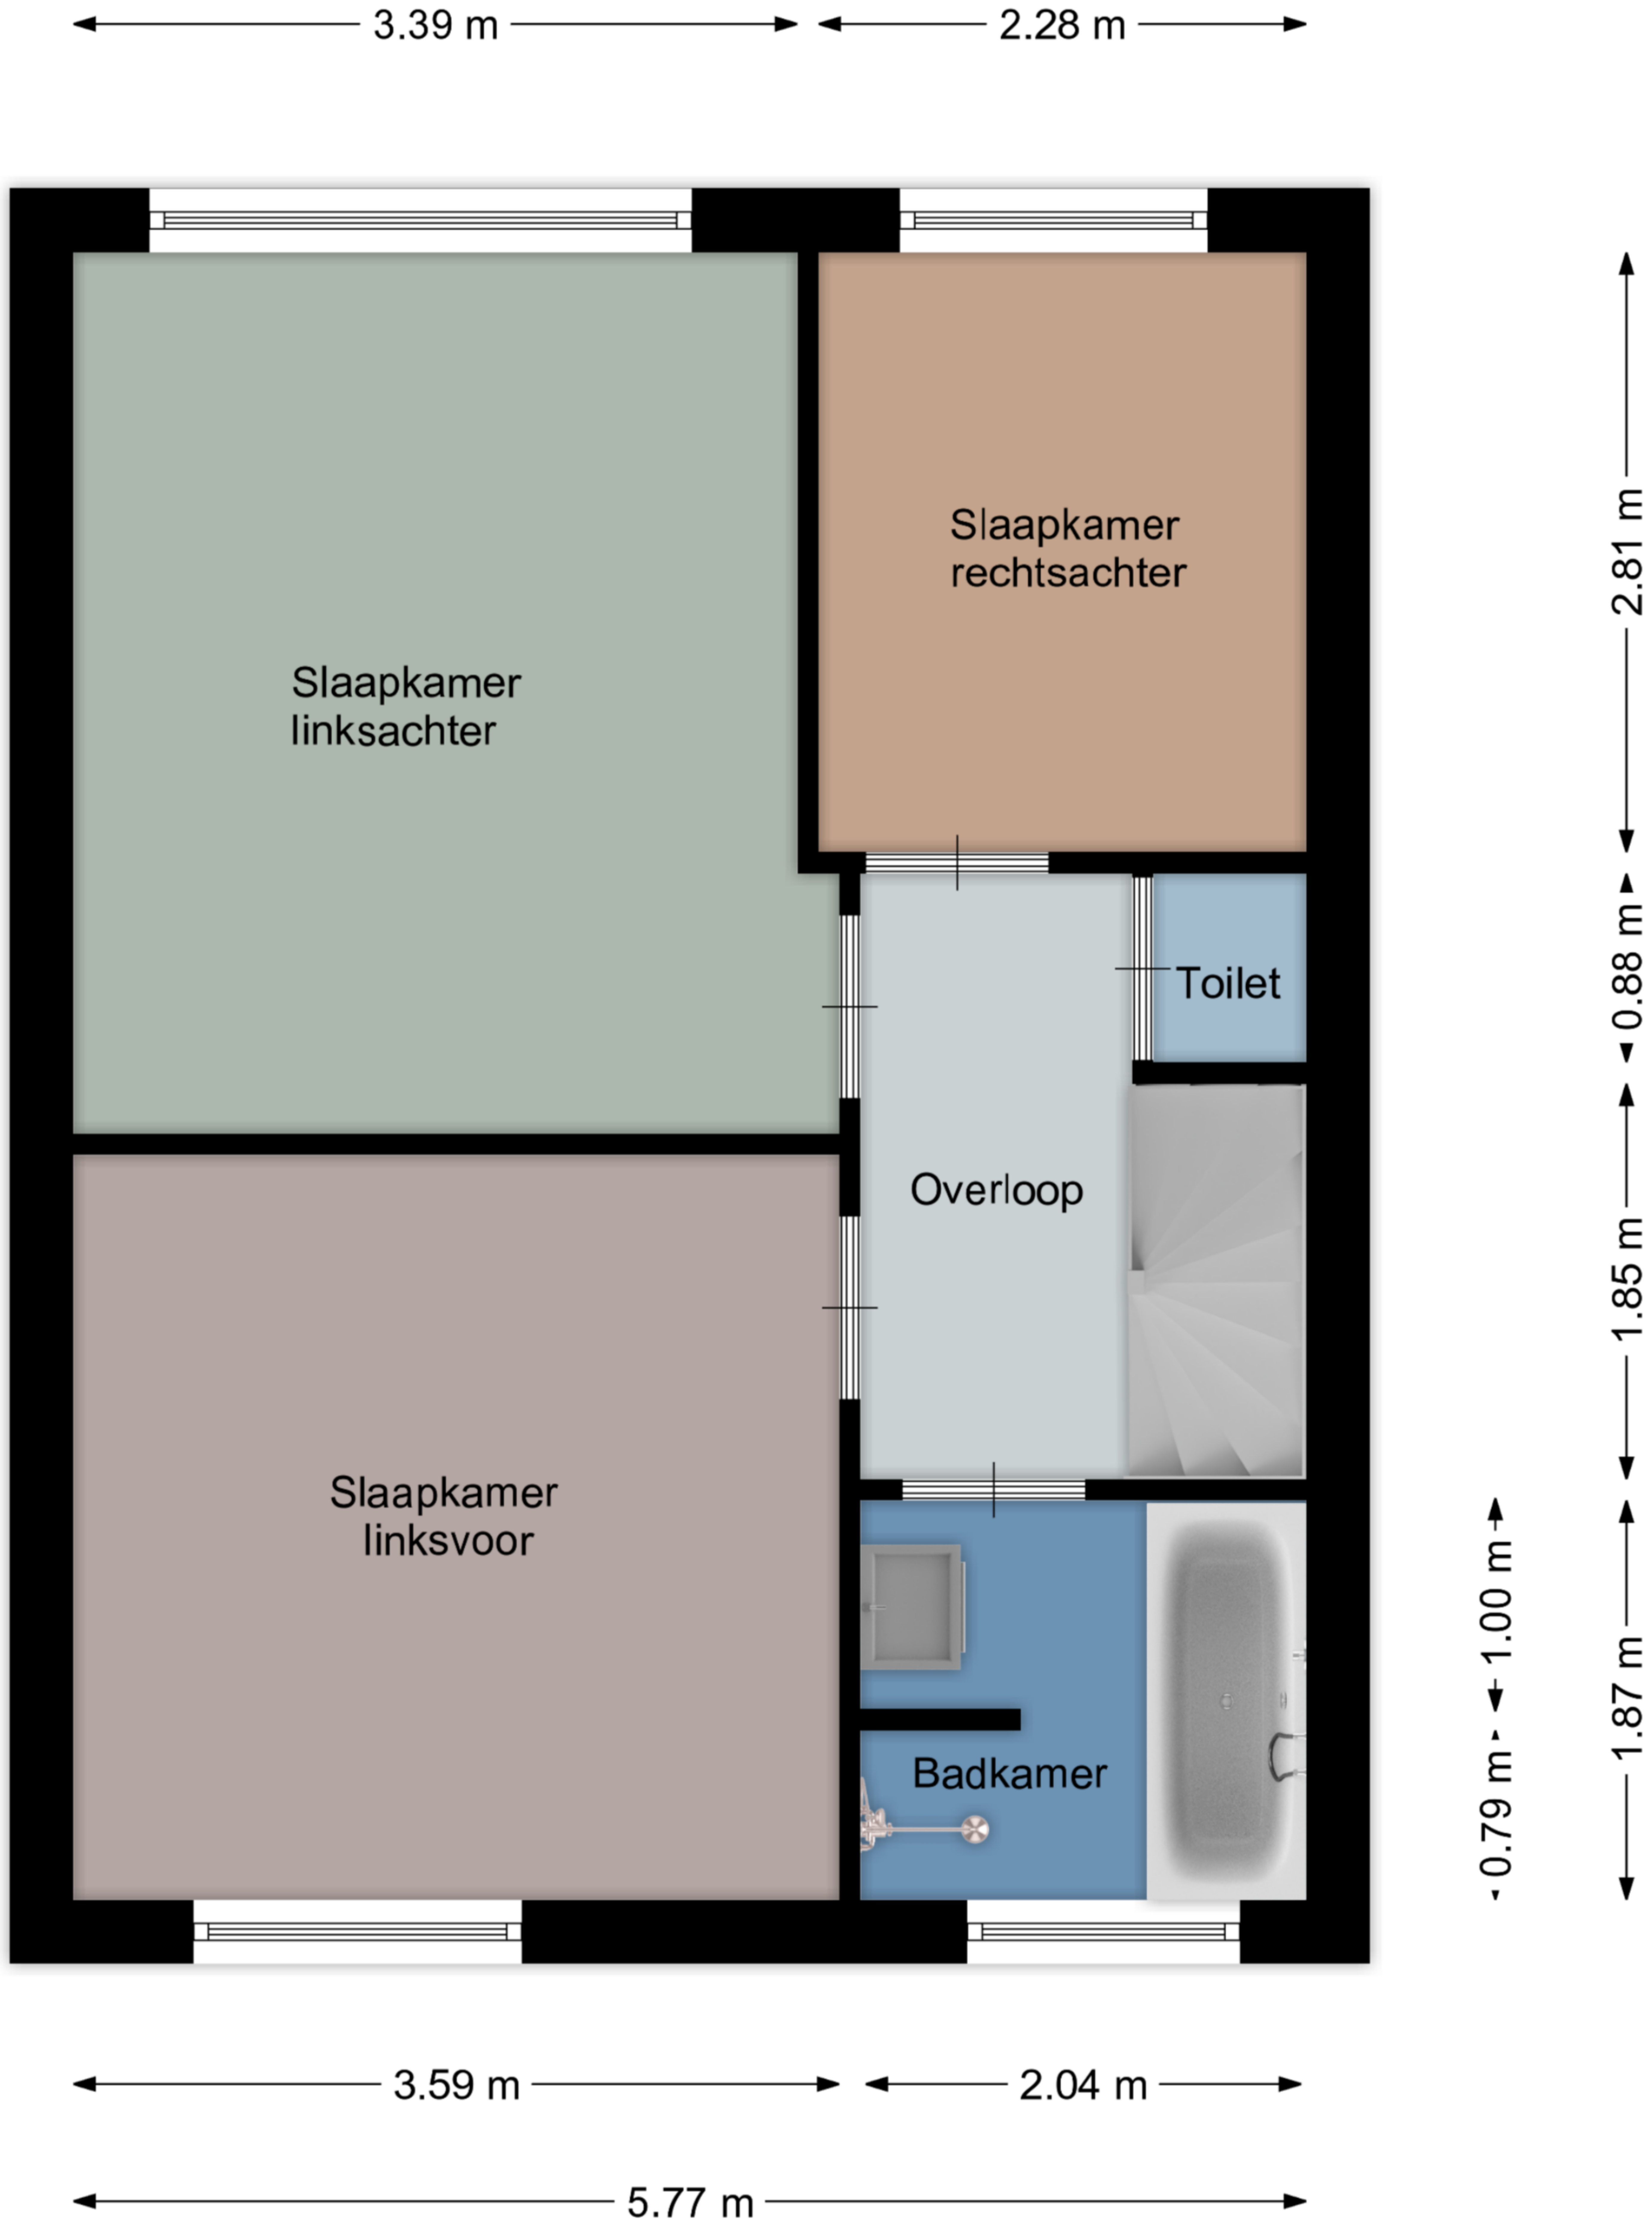 3.39 m
2.28 m
Slaapkamer
rechtsachter
2.81 m
Slaapkamer
linksachter
Toilet
0.88 m
Overloop
1.85 m
Slaapkamer
linksvoor
1.00 m
Badkamer
0.79 m
1.87 m
3.59 m
2.04 m
5.77 m